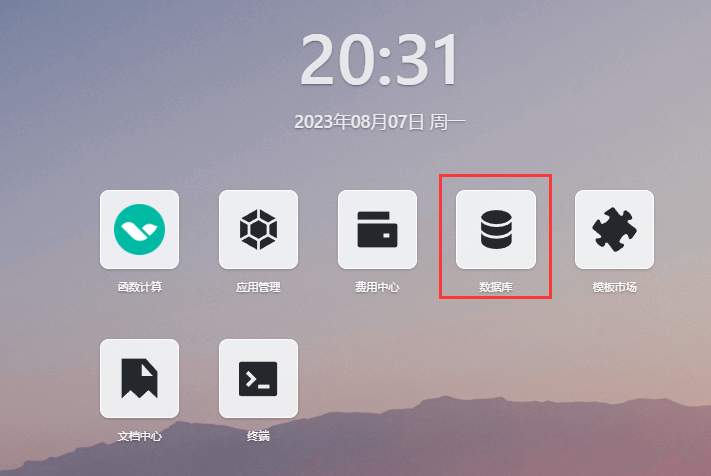 20:31
2023年08月07日 周一
函数计算
应用管理
费用中心
数据库
模板市场
文档中心
终端